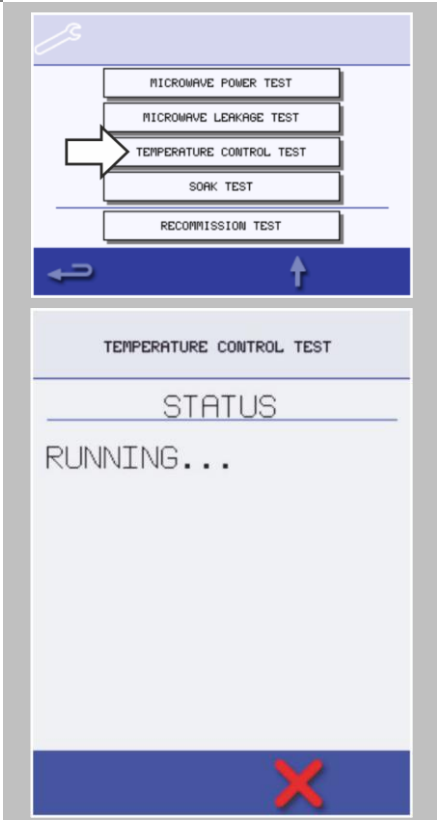 MICROWAVE POWER TEST
MICROWAVE LEAKAGE TEST
TEMPERATURE CONTROL TEST
SOAK TEST
RECOMMISSION TEST
TEMPERATURE CONTROL TEST
STATUS
RUNNING...